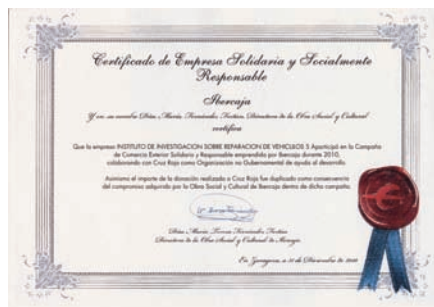 Certificado de Empresa Solidaria y Socialmente
Responsable
Ibercaja
Y en su nombre Dña. María Fernández Fortún, Directora de la Obra Social y Cultural
certifica
Que la empresa INSTITUTO DE INVESTIGACION SOBRE REPARACION DE VEHICULOS S A participó en la Campaña
de Comercio Exterior Solidario y Responsable emprendida por Ibercaja durante 2010,
colaborando con Cruz Roja como Organización no Gubernamental de ayuda al desarrollo.
Asimismo el importe de la donación realizada a Cruz Roja fue duplicado como consecuencia
del compromiso adquirido por la Obra Social y Cultural de Ibercaja dentro de dicha campaña.
Dña. María Teresa Fernández Fortún
Directora de la Obra Social y Cultural de Ibercaja
En Zaragoza, a 31 de Diciembre de 2010